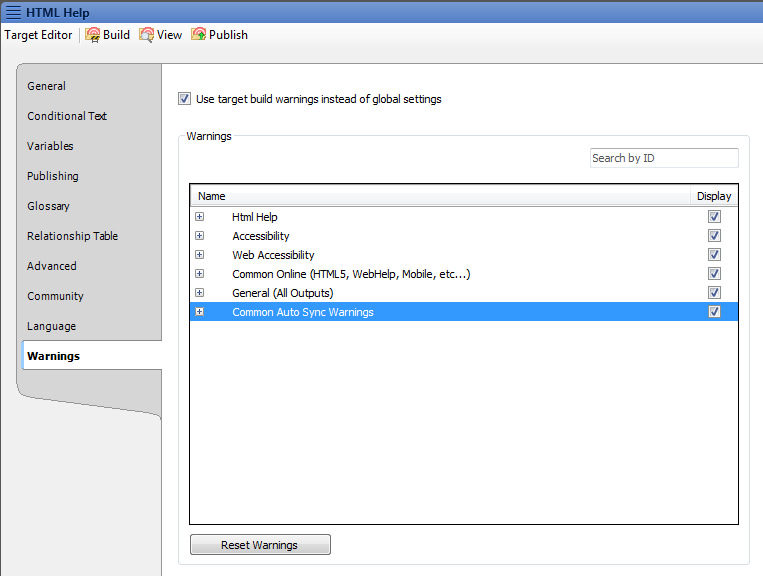 HTML Help
Target Editor Build View Publish
General
Conditional Text
Variables
Publishing
Glossary
Relationship Table
Advanced
Community
Language
Warnings
Use target build warnings instead of global settings
Warnings
Search by ID
Name Display
Html Help
Accessibility
Web Accessibility
Common Online (HTML5, WebHelp, Mobile, etc...)
General (All Outputs)
Common Auto Sync Warnings
Reset Warnings